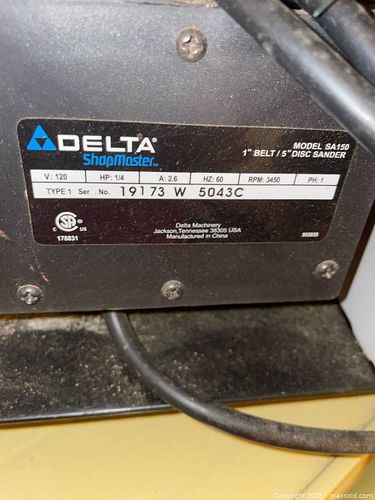 DELTA
ShopMaster
MODEL SA150
1" BELT / 5" DISC SANDER
V: 120 HP: 1/4 A: 2.6 HZ: 60 RPM: 3450 PH: 1
TYPE 1 Ser. No. 19173 W 5043C
C US
178831
Delta Machinery
Jackson,Tennessee 38305 USA
Manufactured in China
Copyright 2025 - maxsold.com